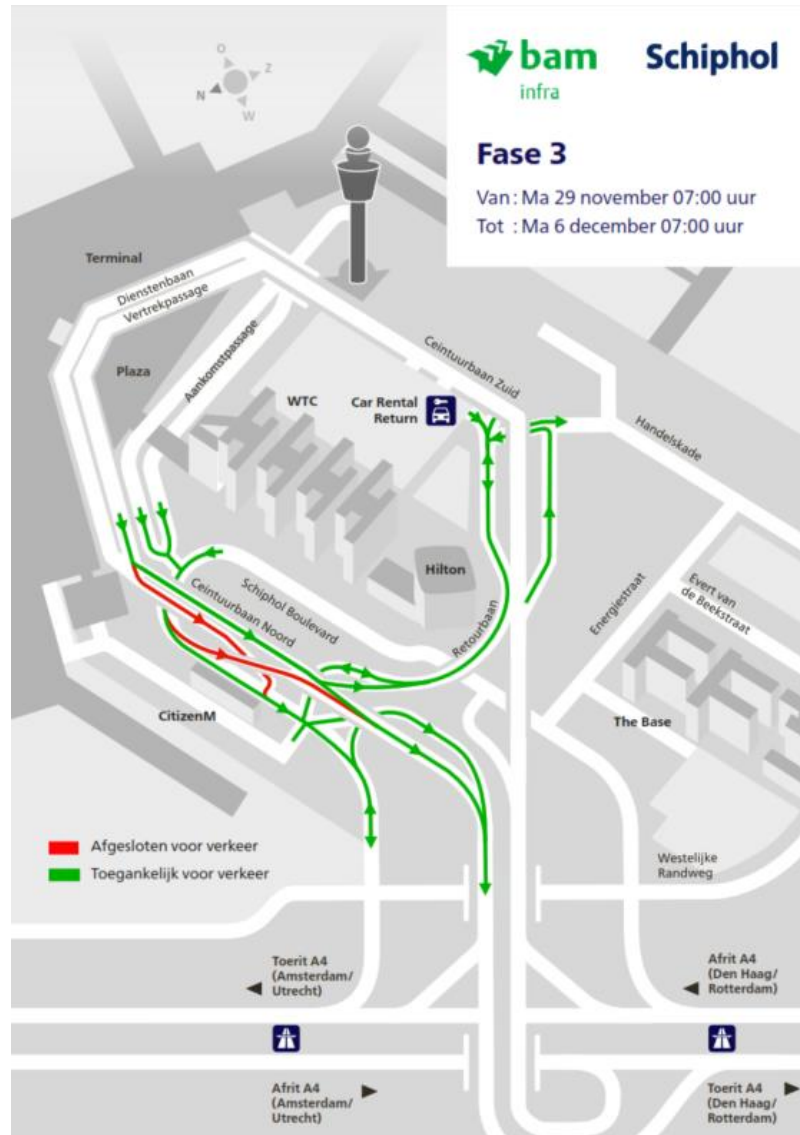 bam
infra
Schiphol
Fase 3
Van : Ma 29 november 07:00 uur
Tot : Ma 6 december 07:00 uur
O
Z
N
W
Terminal
Dienstenbaan
Vertrekpassage
Plaza
Aankomstpassage
Ceintuurbaan Zuid
WTC
Car Rental
Return
Handelskade
Hilton
Schiphol Boulevard
Ceintuurbaan Noord
Retourbaan
Energiestraat
Evert van
de Beekstraat
CitizenM
The Base
Afgesloten voor verkeer
Toegankelijk voor verkeer
Westelijke
Randweg
Toerit A4
(Amsterdam/
Utrecht)
Afrit A4
(Den Haag/
Rotterdam)
Afrit A4
(Amsterdam/
Utrecht)
Toerit A4
(Den Haag/
Rotterdam)